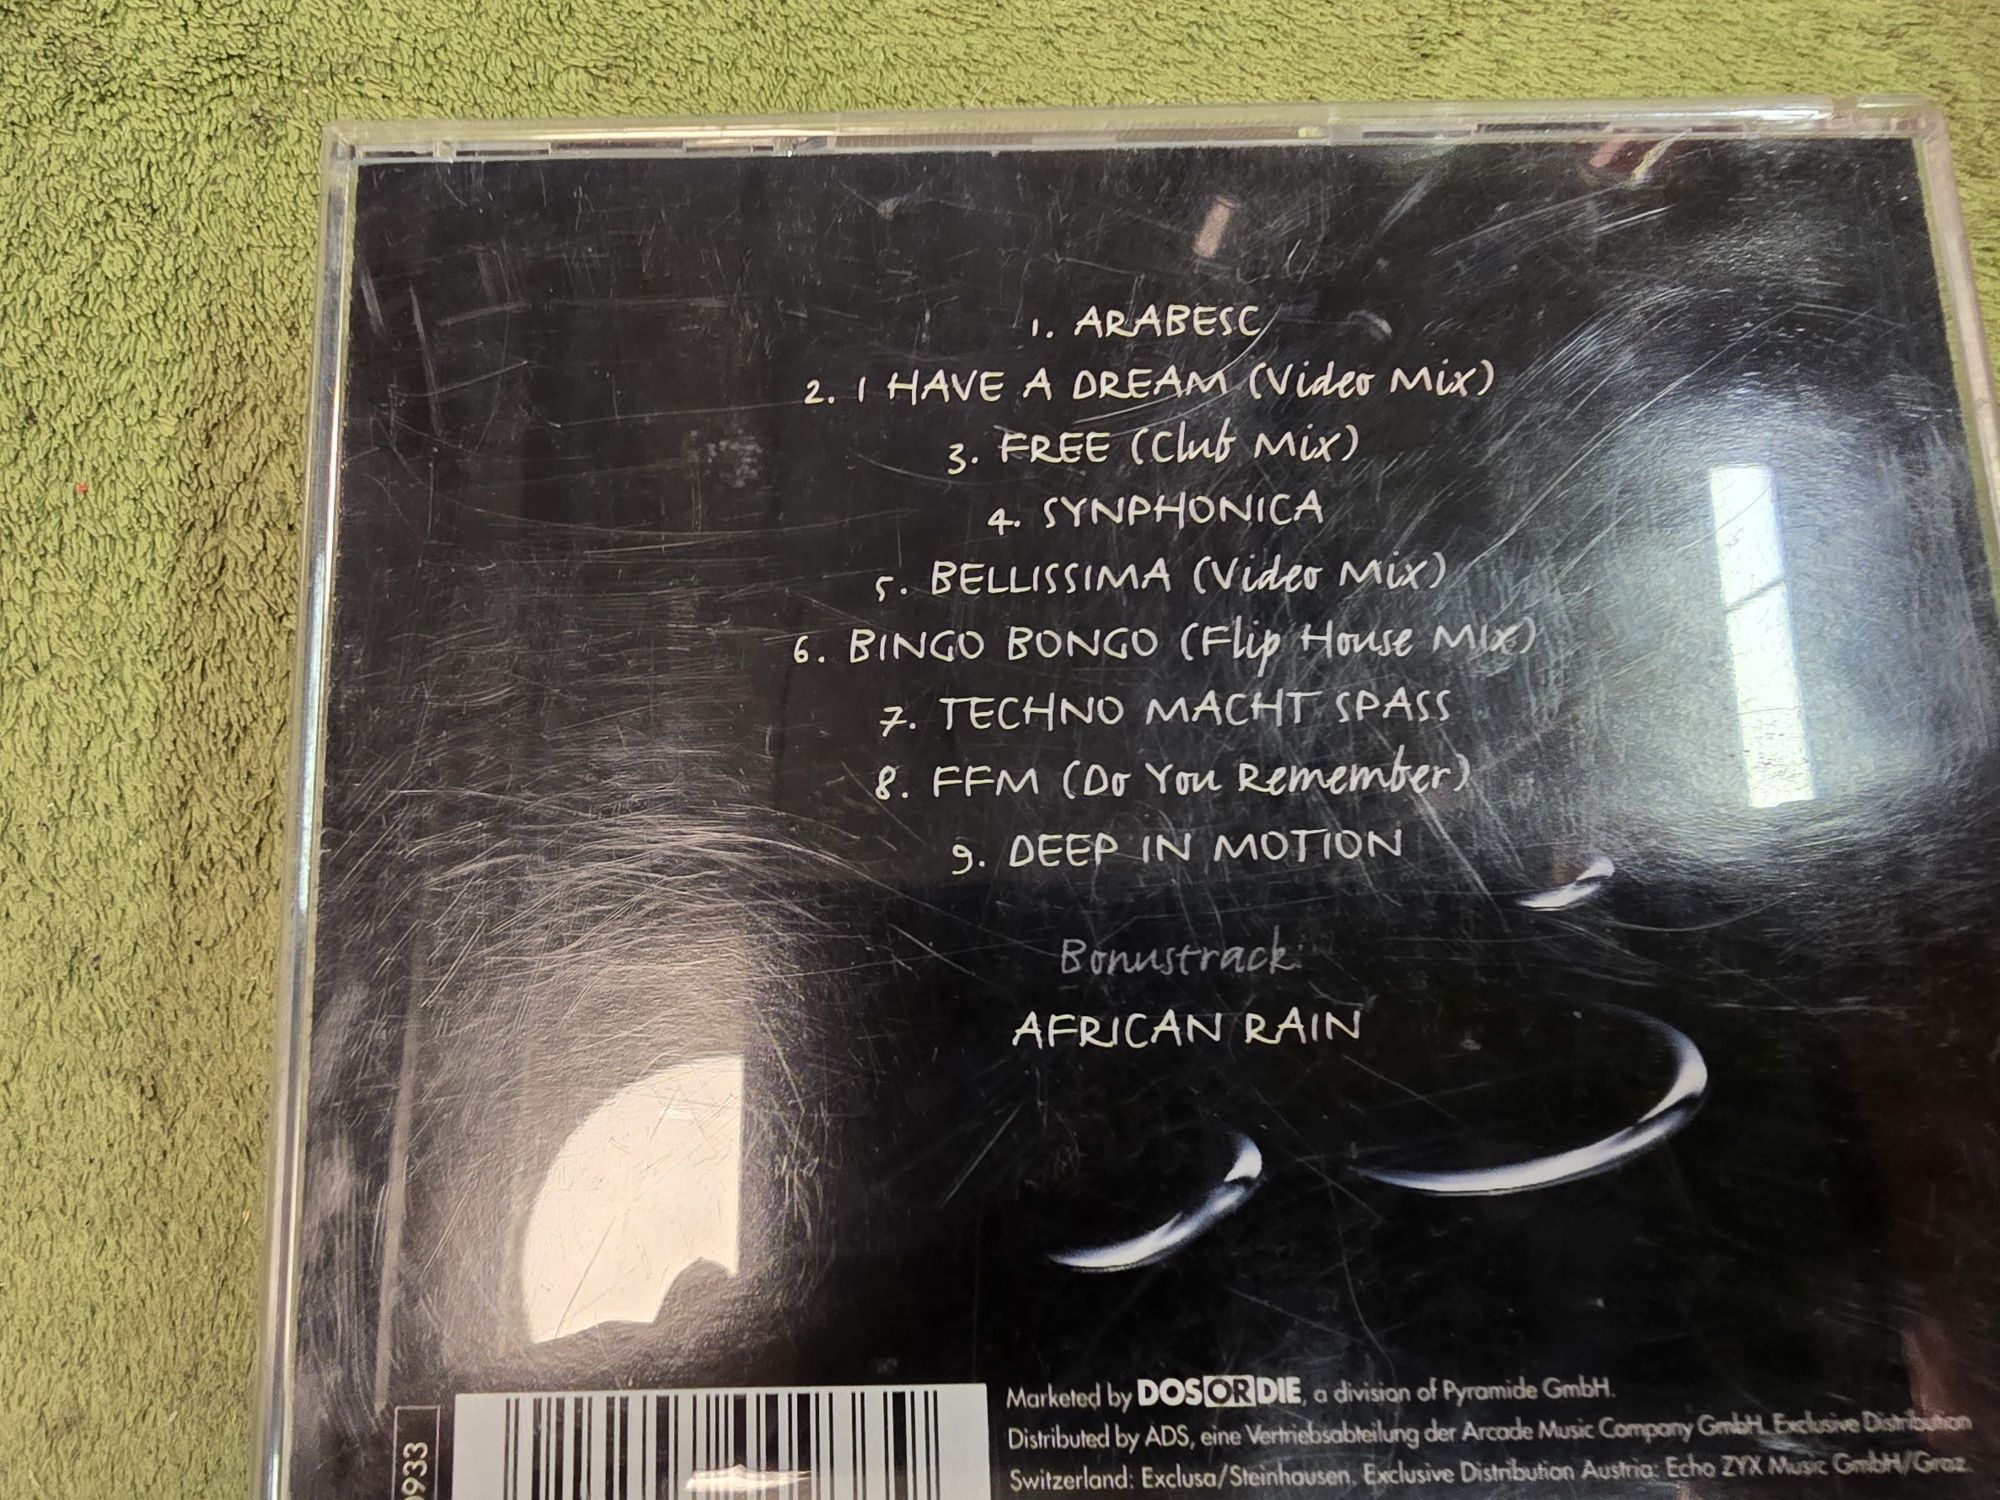 1. ARABESC
2. I HAVE A DREAM (Video Mix)
3. FREE (Club Mix)
4. SYNPHONICA
5. BELLISSIMA (Video Mix)
6. BINGO BONGO (Flip House Mix)
7. TECHNO MACHT SPASS
8. FFM (Do You Remember)
9. DEEP IN MOTION
Bonustrack:
AFRICAN RAIN
Marketed by DOS OR DIE, a division of Pyramide GmbH.
Distributed by ADS, eine Vertriebsabteilung der Arcade Music Company GmbH. Exclusive Distribution
Switzerland: Exclusa/Steinhausen, Exclusive Distribution Austria: Echo ZYX Music GmbH/Graz.